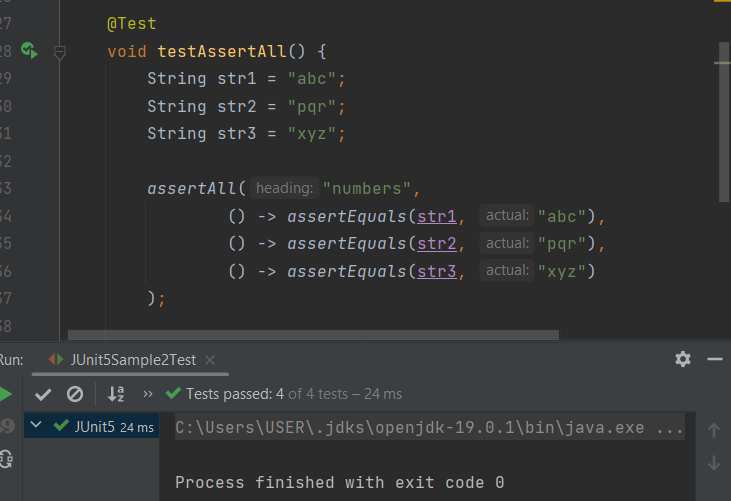 27 @Test
28 void testAssertAll() {
29 String str1 = "abc";
30 String str2 = "pqr";
31 String str3 = "xyz";
32
33 assertAll( heading: "numbers",
34 () -> assertEquals(str1, actual: "abc"),
35 () -> assertEquals(str2, actual: "pqr"),
36 () -> assertEquals(str3, actual: "xyz")
37 );
38
Run: JUnit5Sample2Test ×
Tests passed: 4 of 4 tests – 24 ms
JUnit5 24 ms
C:\Users\USER\.jdks\openjdk-19.0.1\bin\java.exe ...
Process finished with exit code 0